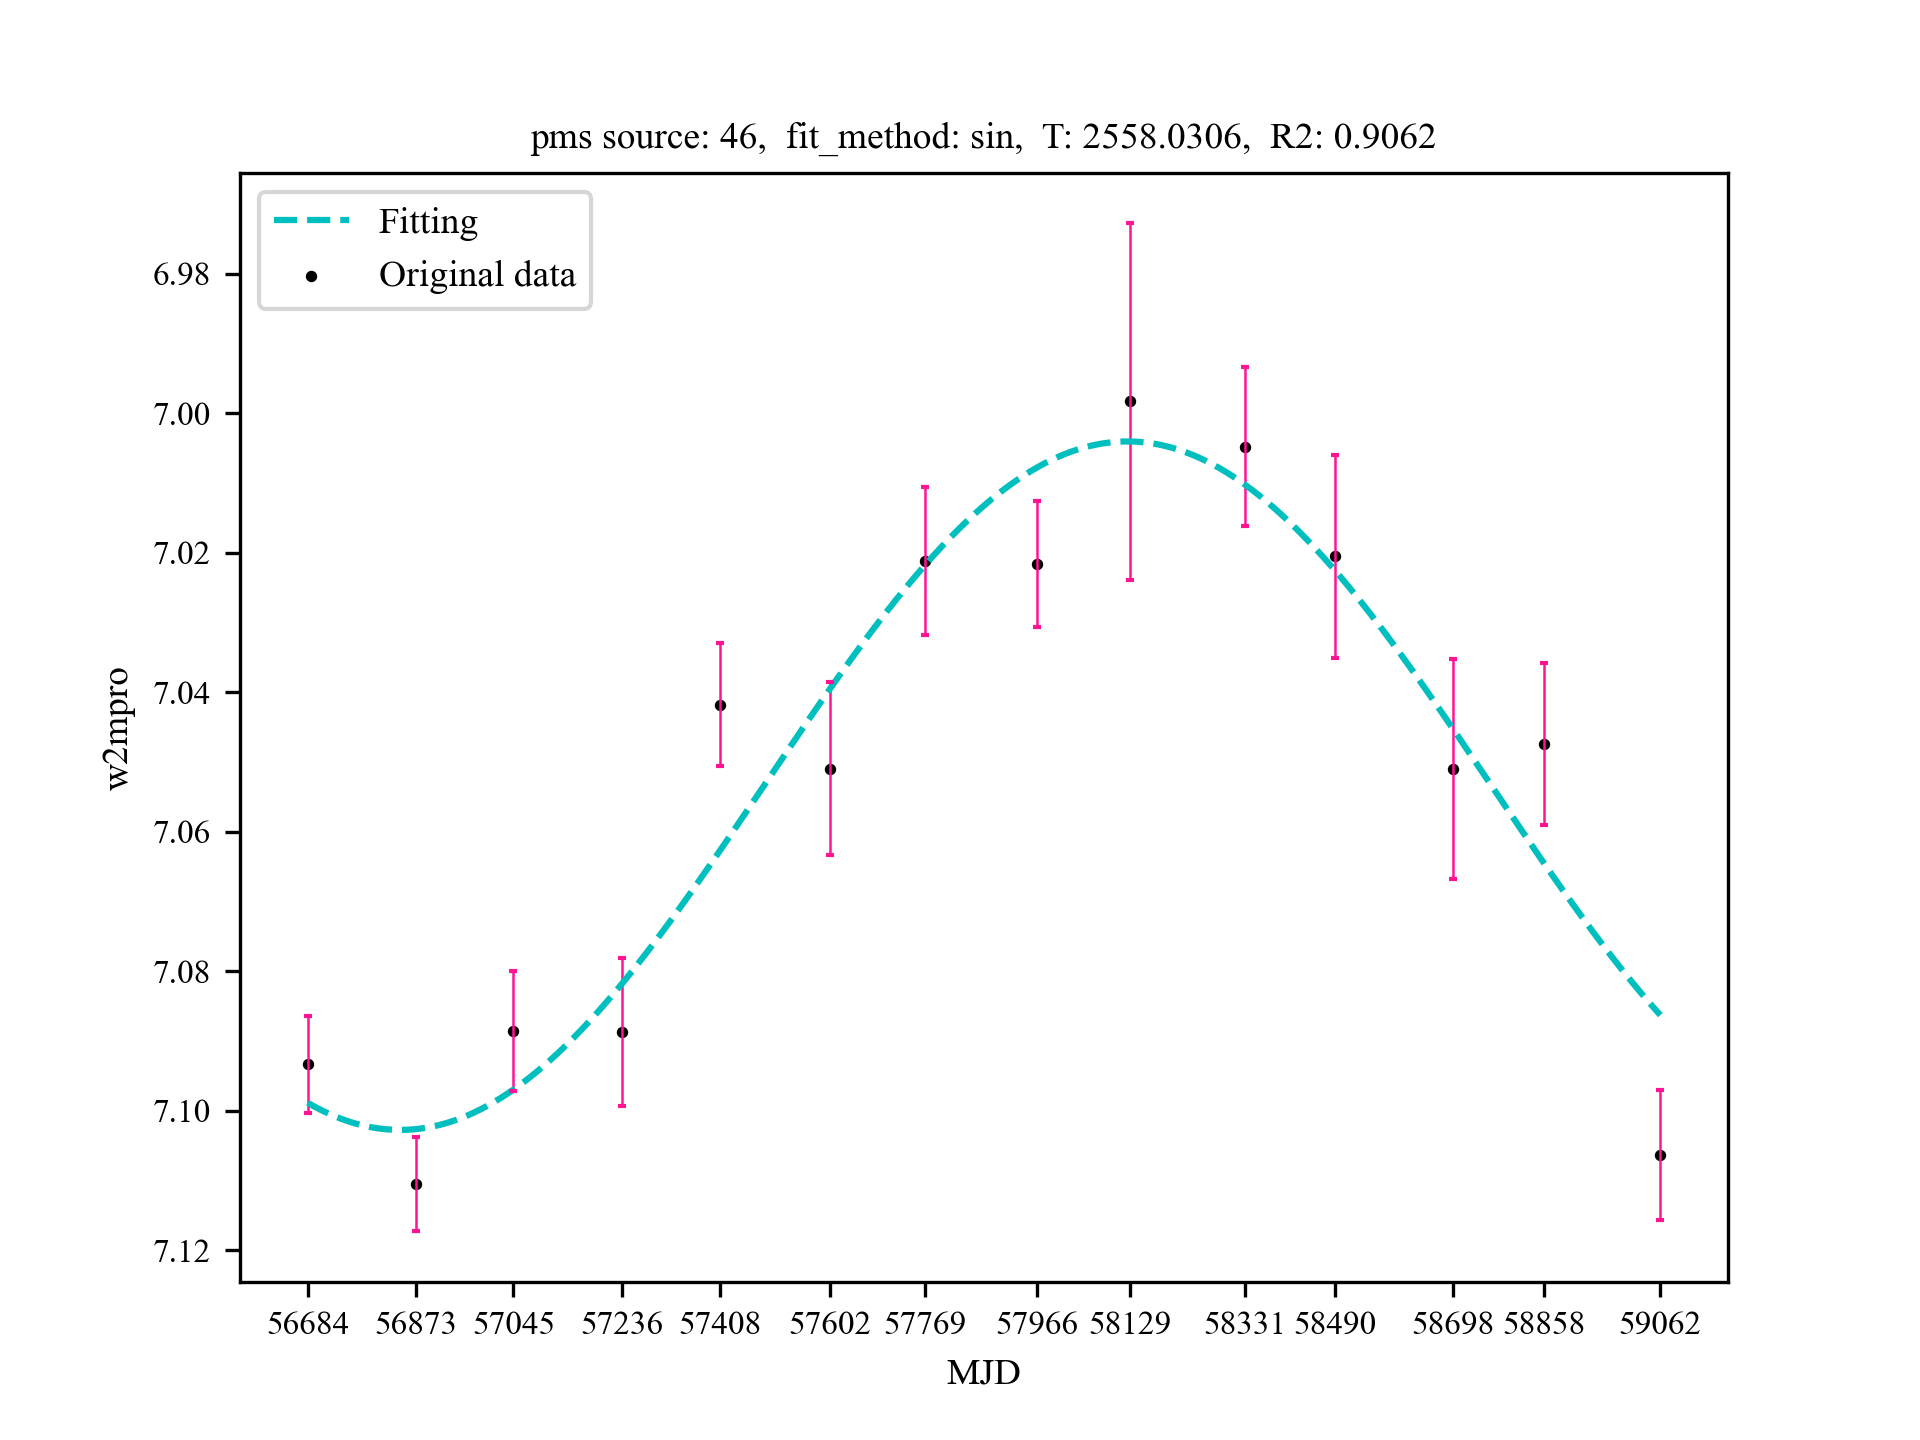 pms source: 46,  fit_method: sin,  T: 2558.0306,  R2: 0.9062
Fitting
Original data
6.98
7.00
7.02
7.04
7.06
7.08
7.10
7.12
w2mpro
56684 56873 57045 57236 57408 57602 57769 57966 58129 58331 58490 58698 58858 59062
MJD